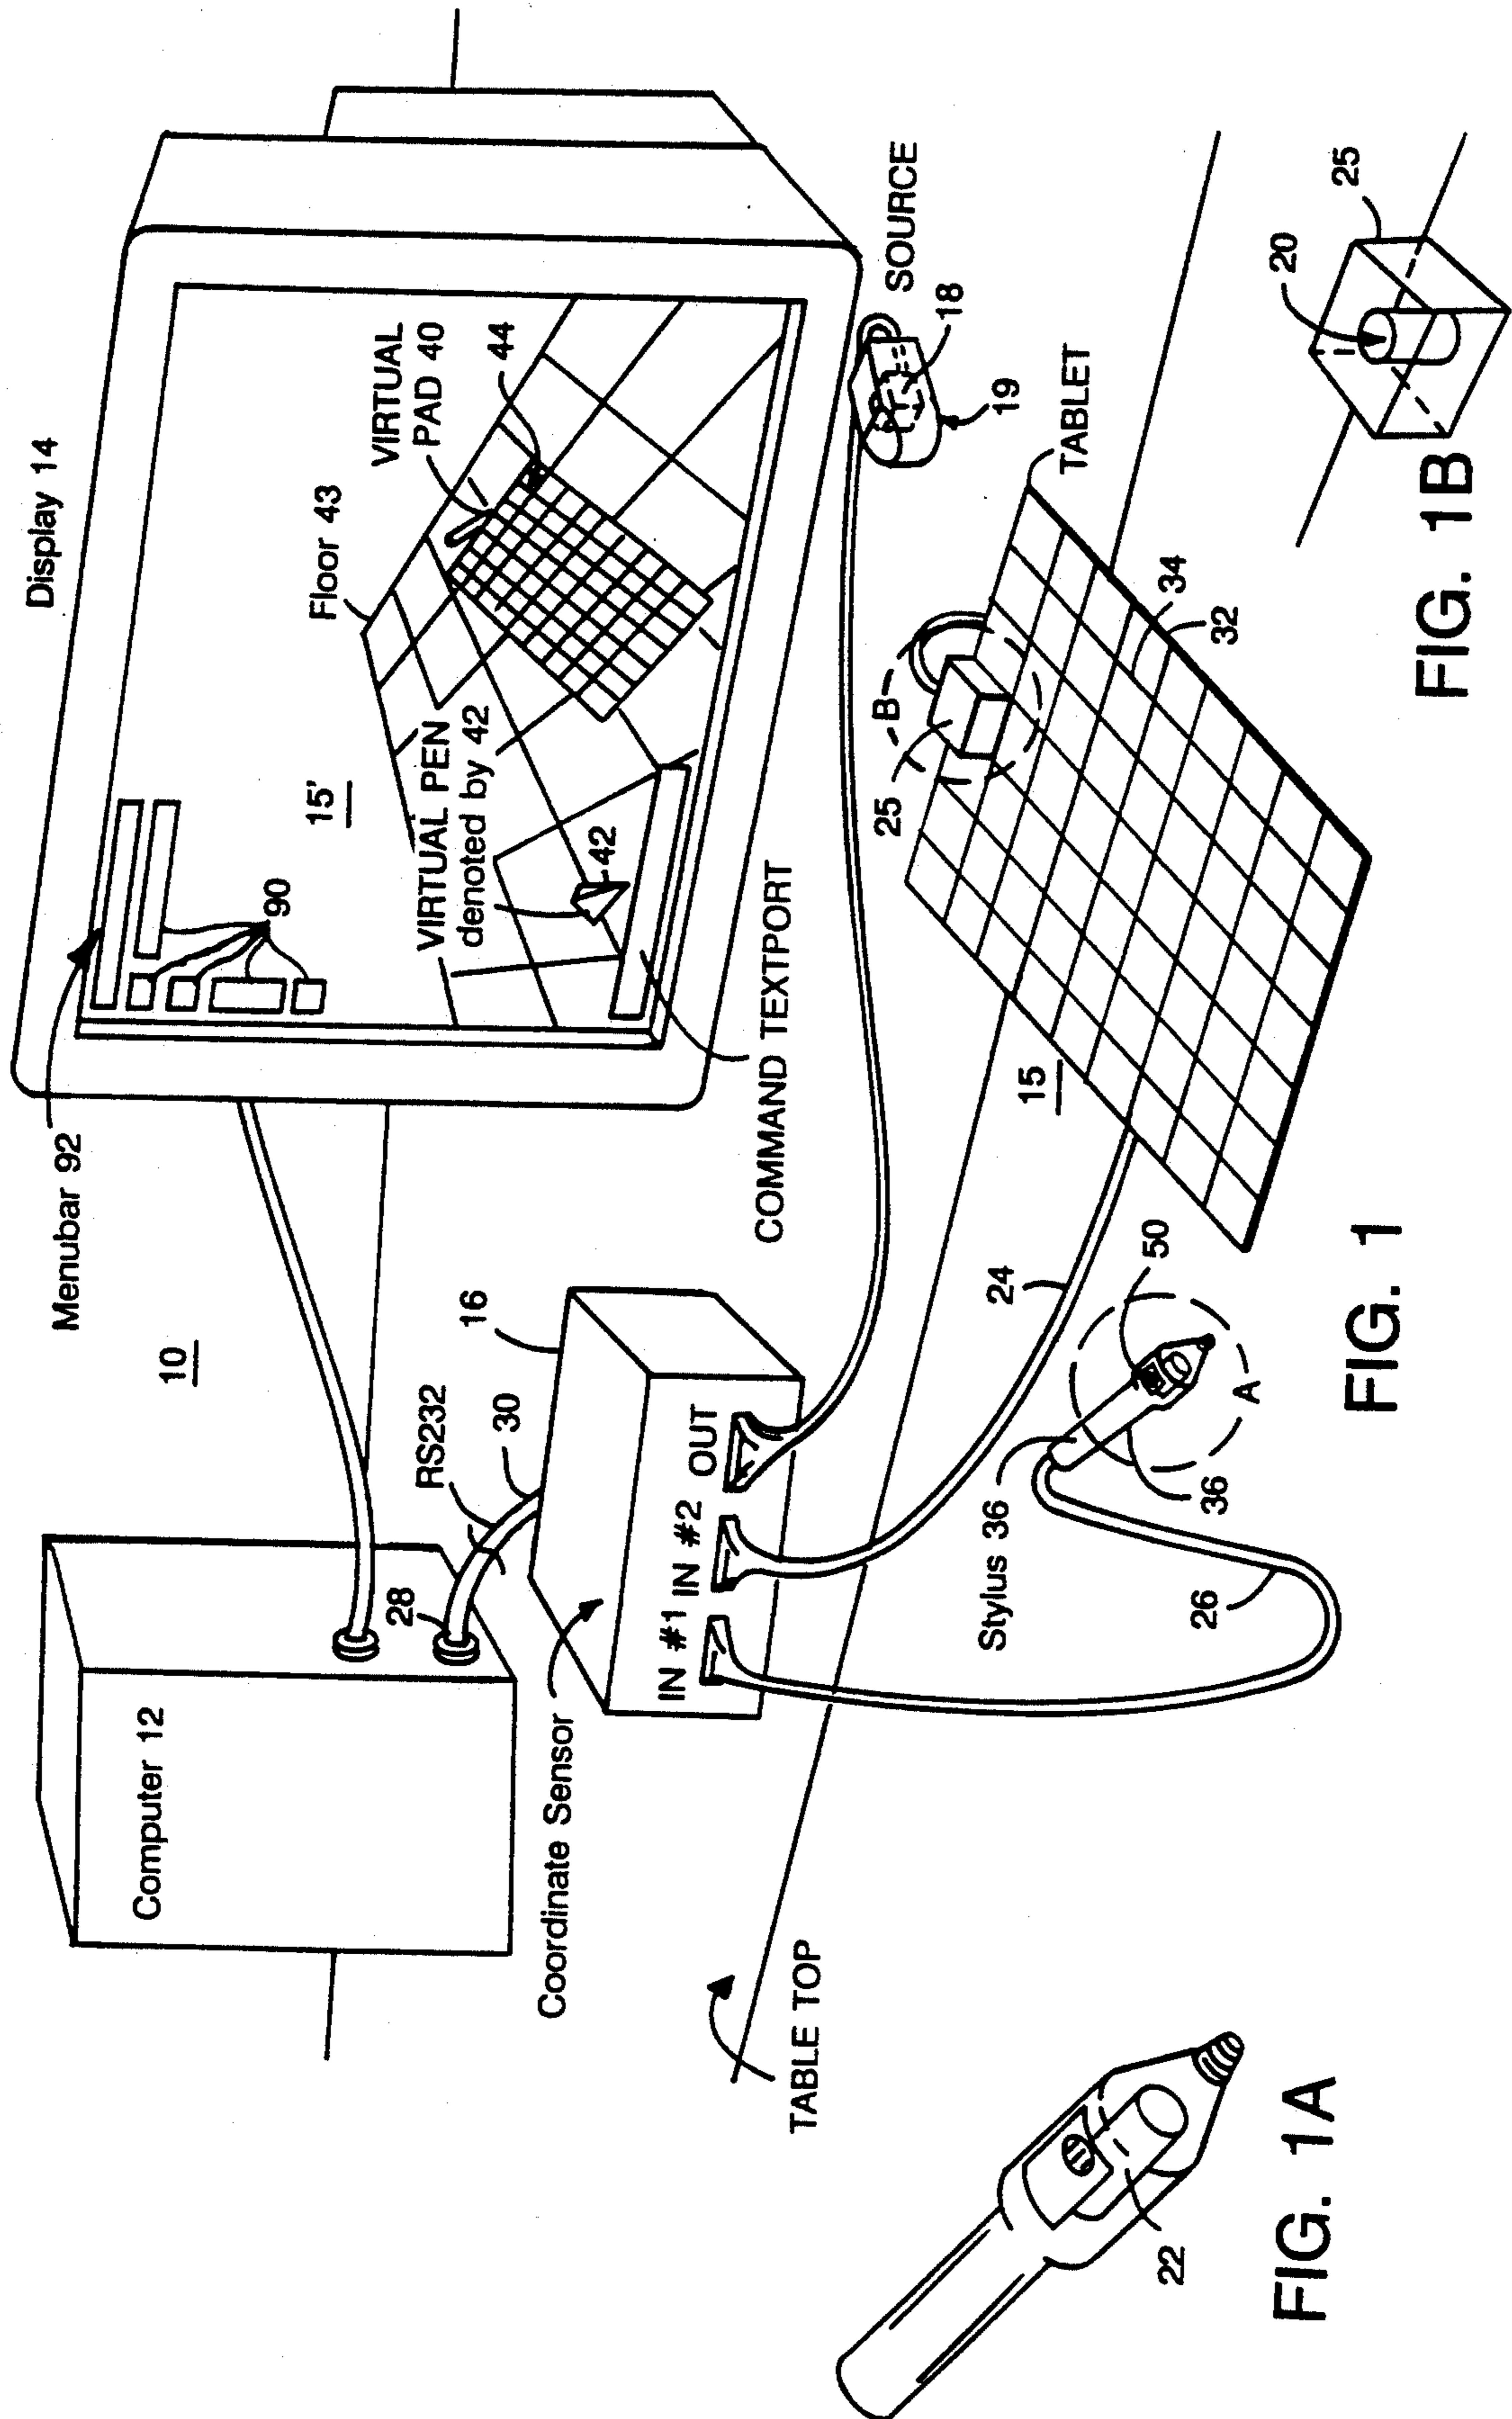 Display 14
Menubar 92
10
Computer 12
90
15'
Floor 43
VIRTUAL
PAD 40
44
VIRTUAL PEN
denoted by 42
42
28
RS232
30
16
Coordinate Sensor
IN #1
IN #2
OUT
COMMAND TEXTPORT
SOURCE
18
19
TABLE TOP
Stylus 36
36
26
24
50
A
15
25
B
TABLET
34
32
20
25
22
FIG. 1A
FIG. 1
FIG. 1B